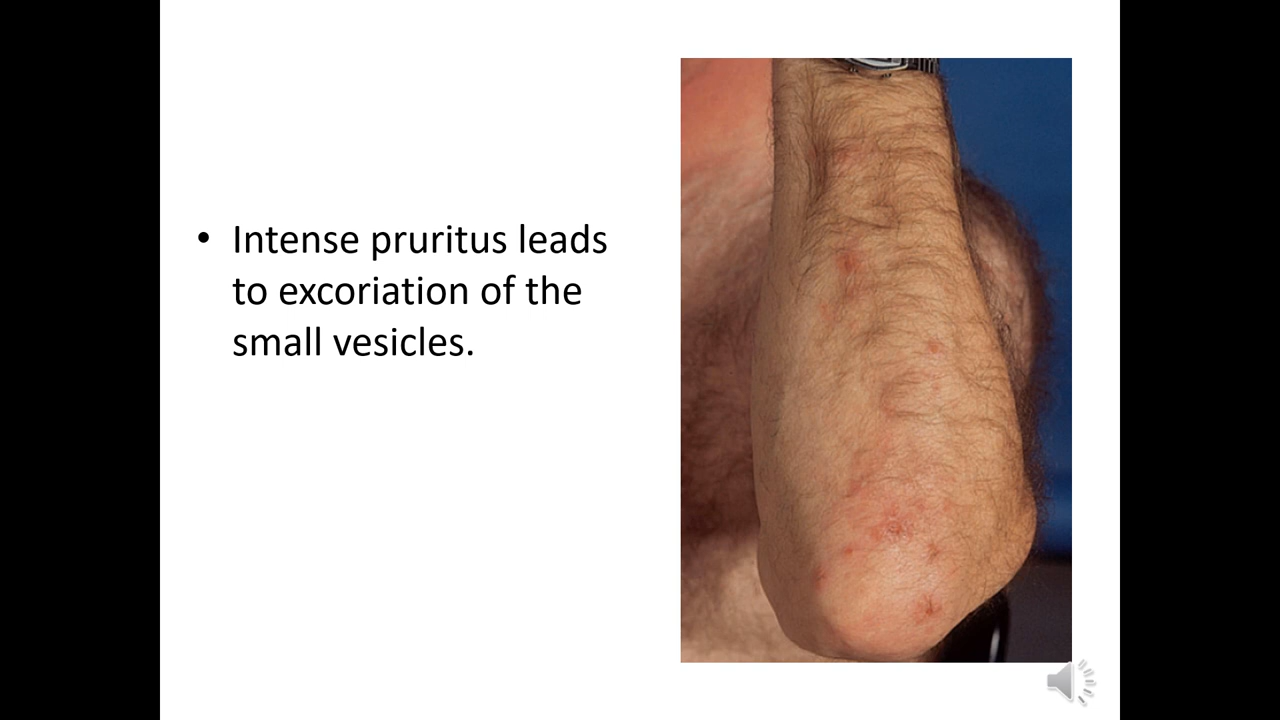 • Intense pruritus leads
to excoriation of the
small vesicles.